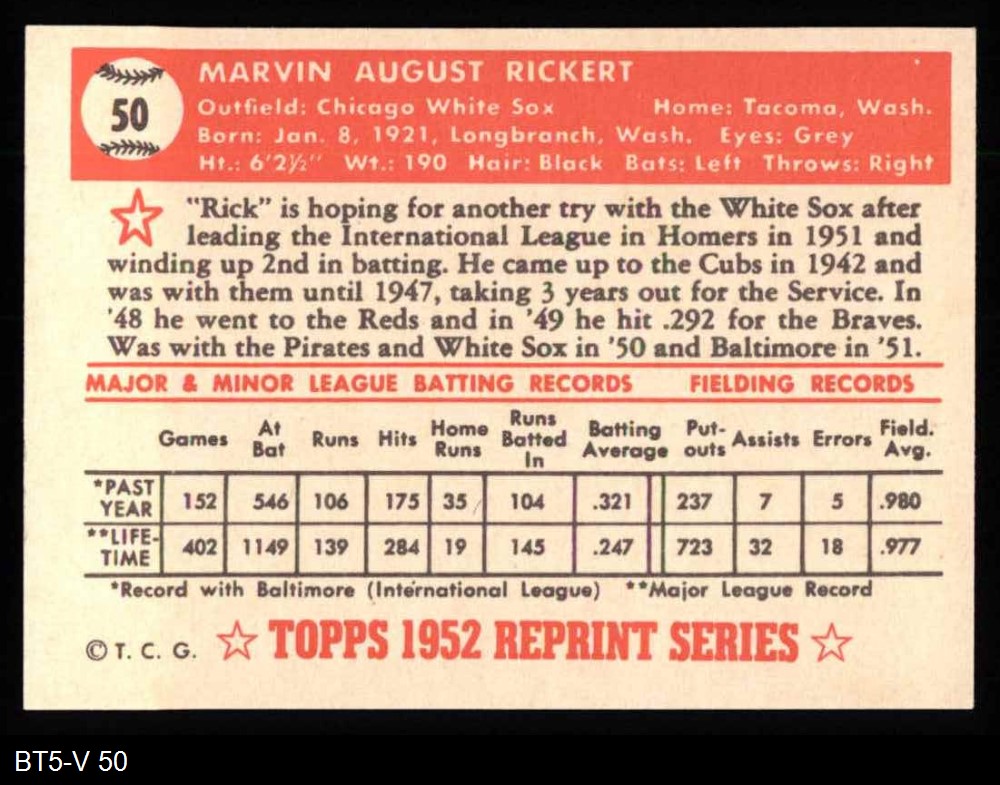 MARVIN AUGUST RICKERT
50
Outfield: Chicago White Sox Home: Tacoma, Wash.
Born: Jan. 8, 1921, Longbranch, Wash. Eyes: Grey
Ht.: 6'2½" Wt.: 190 Hair: Black Bats: Left Throws: Right
"Rick" is hoping for another try with the White Sox after
leading the International League in Homers in 1951 and
winding up 2nd in batting. He came up to the Cubs in 1942 and
was with them until 1947, taking 3 years out for the Service. In
'48 he went to the Reds and in '49 he hit .292 for the Braves.
Was with the Pirates and White Sox in '50 and Baltimore in '51.
MAJOR & MINOR LEAGUE BATTING RECORDS FIELDING RECORDS
Games At Bat Runs Hits Home Runs Runs Batted In Batting Average Put-outs Assists Errors Field. Avg.
*PAST YEAR 152 546 106 175 35 104 .321 237 7 5 .980
**LIFE-TIME 402 1149 139 284 19 145 .247 723 32 18 .977
*Record with Baltimore (International League) **Major League Record
© T. C. G. ☆ TOPPS 1952 REPRINT SERIES ☆
BT5-V 50